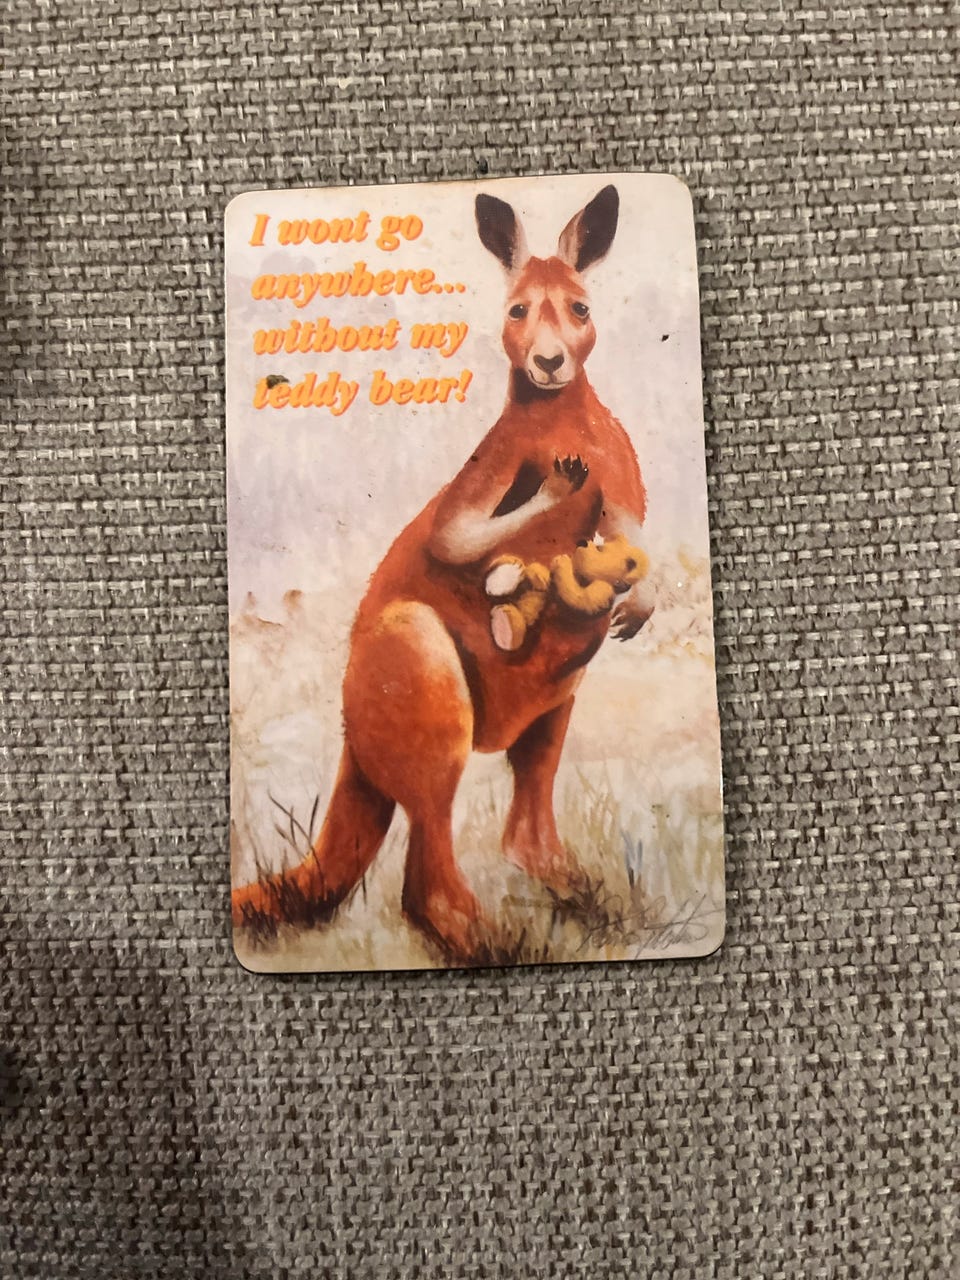 I wont go
anywhere...
without my
teddy bear!